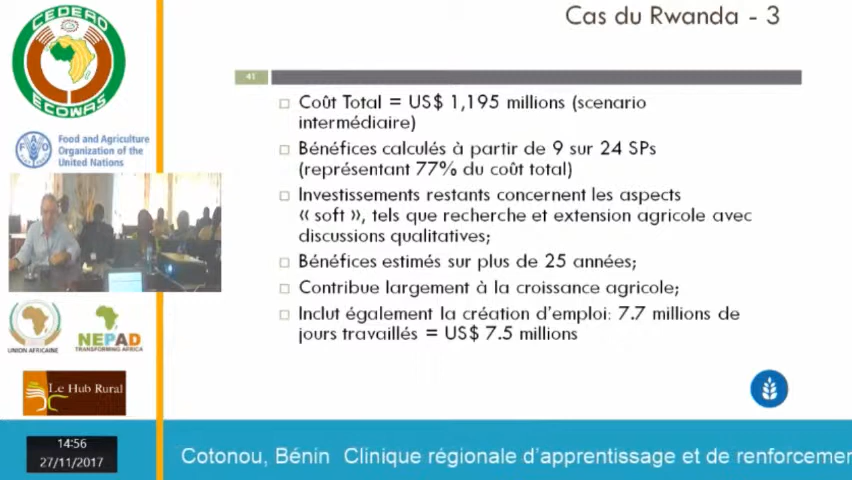 Cas du Rwanda - 3
CEDEAO
ECOWAS
41
Coût Total = US$ 1,195 millions (scenario
intermédiaire)
Bénéfices calculés à partir de 9 sur 24 SPs
(représentant 77% du coût total)
Investissements restants concernent les aspects
« soft », tels que recherche et extension agricole avec
discussions qualitatives;
Bénéfices estimés sur plus de 25 années;
Contribue largement à la croissance agricole;
Inclut également la création d'emploi: 7.7 millions de
jours travaillés = US$ 7.5 millions
FAO
Food and Agriculture
Organization of the
United Nations
UNION AFRICAINE
NEPAD
TRANSFORMING AFRICA
Le Hub Rural
14:56
27/11/2017
Cotonou, Bénin Clinique régionale d'apprentissage et de renforcemer